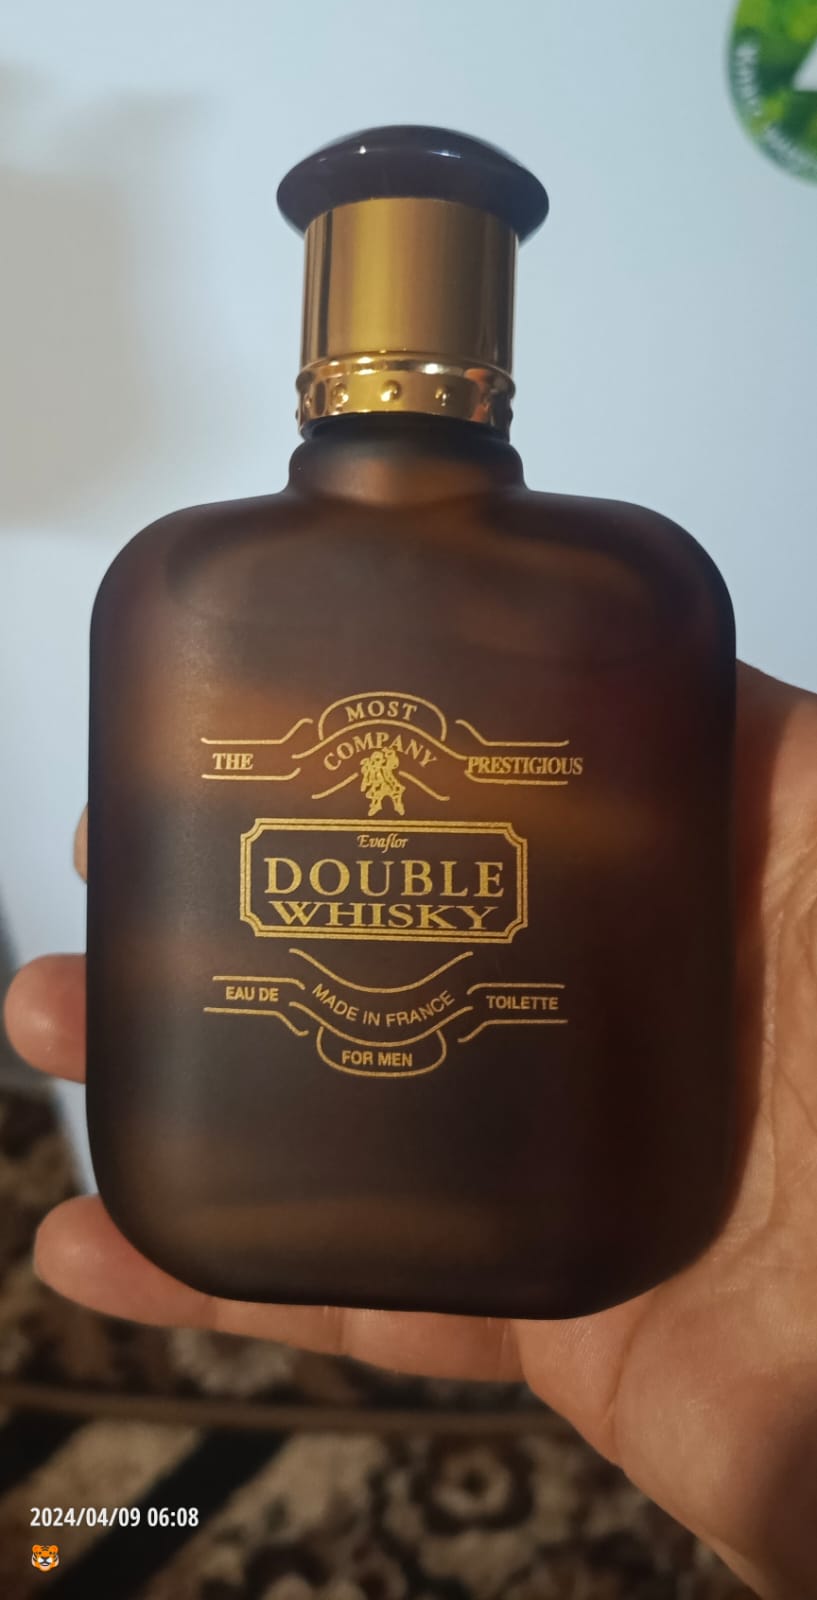 MOST
THE COMPANY PRESTIGIOUS
Evaflor
DOUBLE
WHISKY
EAU DE MADE IN FRANCE TOILETTE
FOR MEN
2024/04/09 06:08